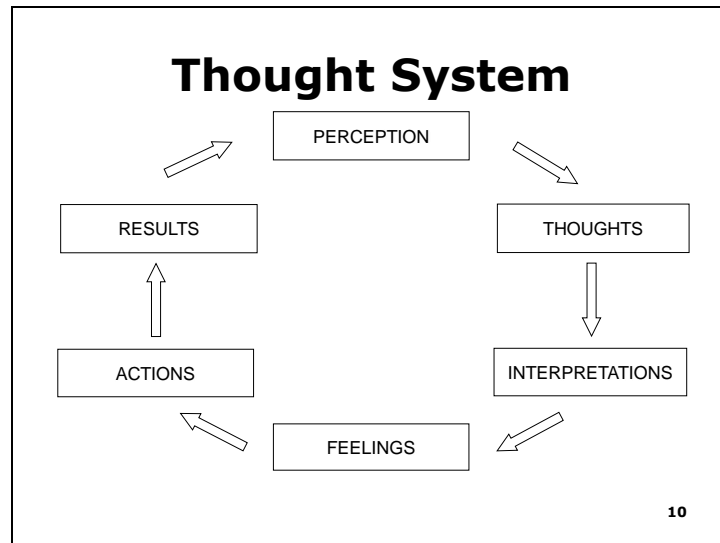 Thought System
PERCEPTION
RESULTS
THOUGHTS
ACTIONS
INTERPRETATIONS
FEELINGS
10